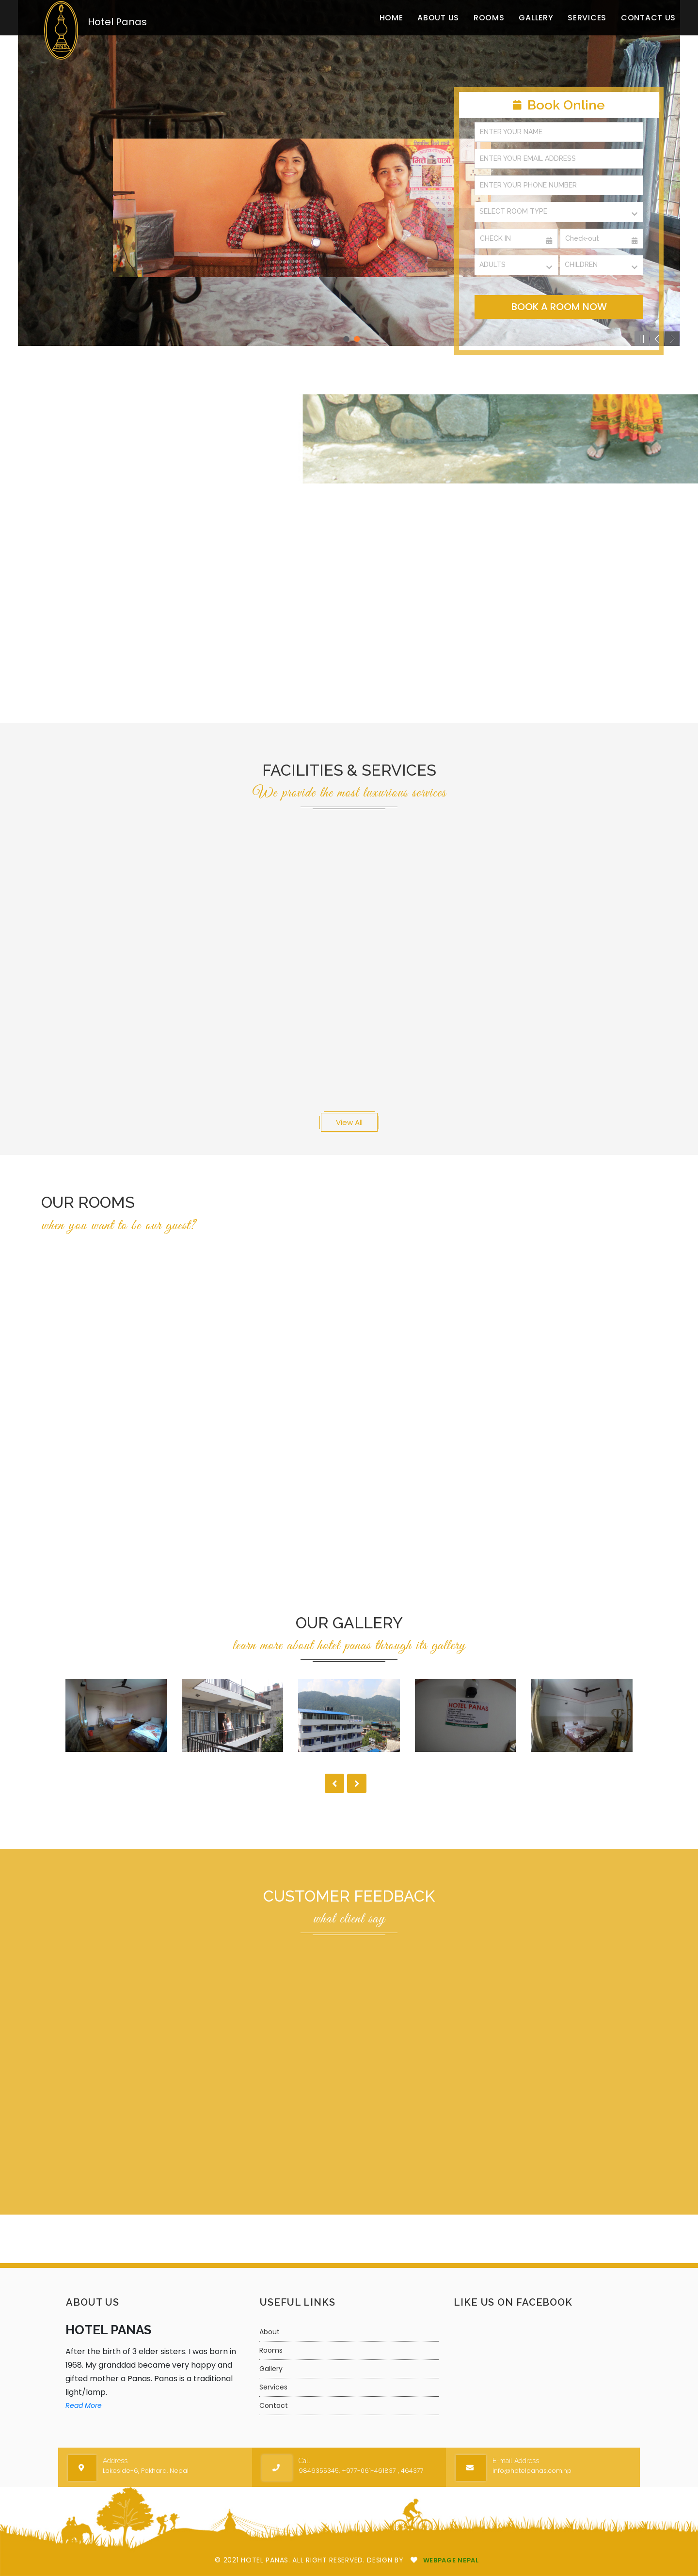 Hotel Panas
HOME
ABOUT US
ROOMS
GALLERY
SERVICES
CONTACT US
Book Online
ENTER YOUR NAME
ENTER YOUR EMAIL ADDRESS
ENTER YOUR PHONE NUMBER
SELECT ROOM TYPE
CHECK IN
Check-out
ADULTS
CHILDREN
BOOK A ROOM NOW
FACILITIES & SERVICES
We provide the most luxurious services
View All
OUR ROOMS
when you want to be our guest?
OUR GALLERY
learn more about hotel panas through its gallery
HOTEL PANAS
CUSTOMER FEEDBACK
what client say
ABOUT US
HOTEL PANAS
After the birth of 3 elder sisters. I was born in
1968. My granddad became very happy and
gifted mother a Panas. Panas is a traditional
light/lamp.
Read More
USEFUL LINKS
About
Rooms
Gallery
Services
Contact
LIKE US ON FACEBOOK
Address
Lakeside-6, Pokhara, Nepal
Call
9846355345, +977-061-461837 , 464377
E-mail Address
info@hotelpanas.com.np
© 2021 HOTEL PANAS. ALL RIGHT RESERVED. DESIGN BY WEBPAGE NEPAL